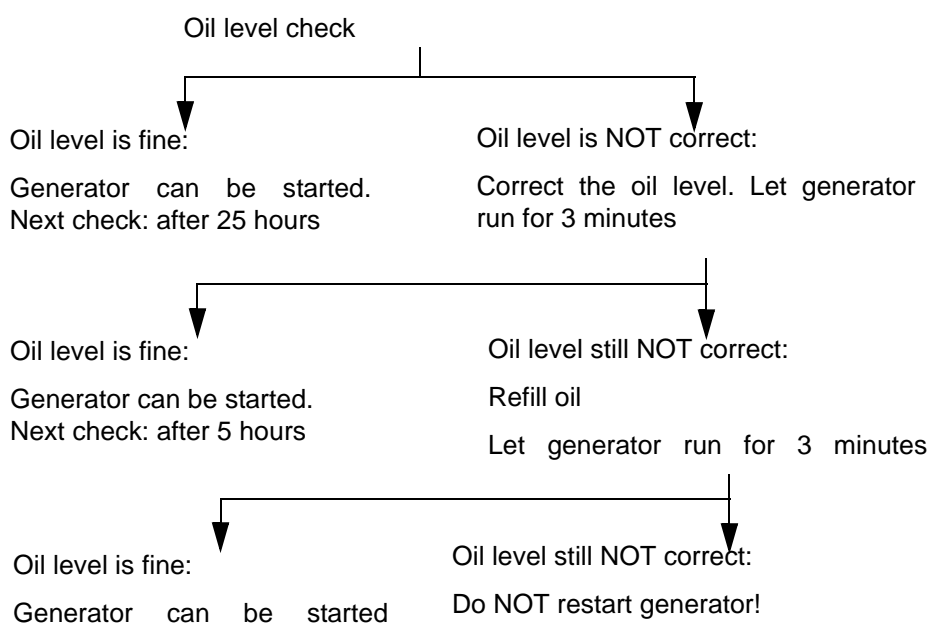 Oil level check
Oil level is fine:
Generator can be started.
Next check: after 25 hours
Oil level is NOT correct:
Correct the oil level. Let generator
run for 3 minutes
Oil level is fine:
Generator can be started.
Next check: after 5 hours
Oil level still NOT correct:
Refill oil
Let generator run for 3 minutes
Oil level is fine:
Generator can be started
Oil level still NOT correct:
Do NOT restart generator!